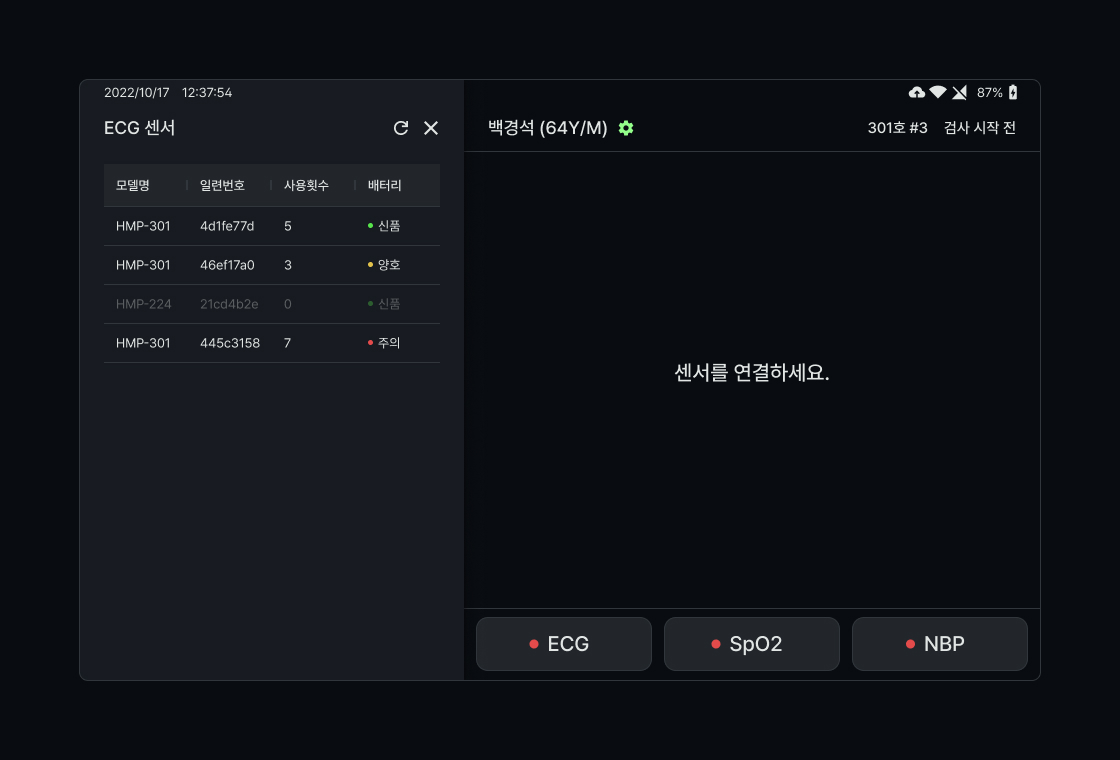 2022/10/17 12:37:54
87%
ECG 센서
백경석 (64Y/M)
301호 #3 검사 시작 전
모델명 일련번호 사용횟수 배터리
HMP-301 4d1fe77d 5 신품
HMP-301 46ef17a0 3 양호
HMP-224 21cd4b2e 0 신품
HMP-301 445c3158 7 주의
센서를 연결하세요.
ECG
SpO2
NBP